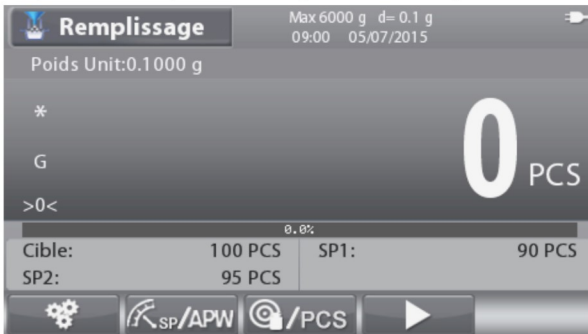 Remplissage
Max 6000 g d= 0.1 g
09:00 05/07/2015
Poids Unit:0.1000 g
*
G
0 PCS
>0<
0.0%
Cible: 100 PCS SP1: 90 PCS
SP2: 95 PCS
SP/APW /PCS